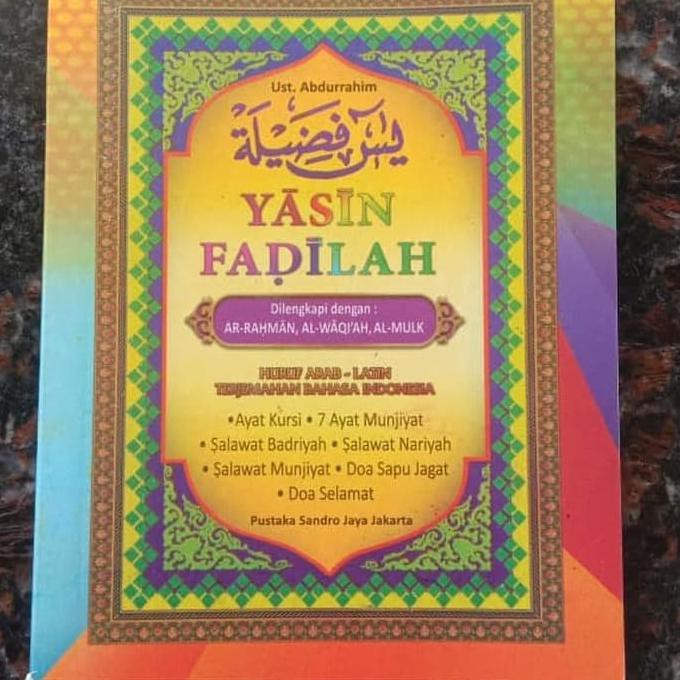 Ust. Abdurrahim
يس فَضِيْلَة
YĀSĪN
FAḌĪLAH
Dilengkapi dengan :
AR-RAḤMĀN, AL-WĀQI'AH, AL-MULK
HURUF ARAB - LATIN
TERJEMAHAN BAHASA INDONESIA
•Ayat Kursi • 7 Ayat Munjiyat
• Ṣalawat Badriyah • Ṣalawat Nariyah
• Ṣalawat Munjiyat • Doa Sapu Jagat
• Doa Selamat
Pustaka Sandro Jaya Jakarta